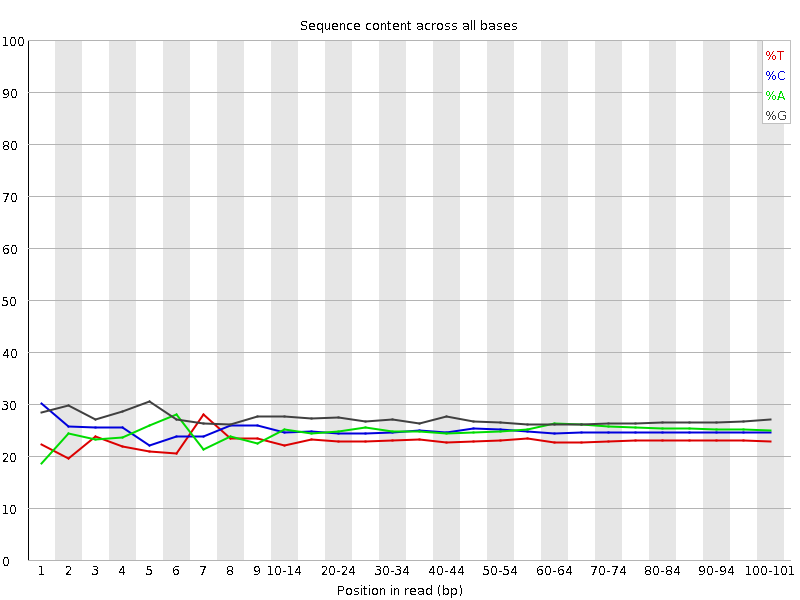 Sequence content across all bases
100
90
80
70
60
50
40
30
20
10
0
%T
%C
%A
%G
1 2 3 4 5 6 7 8 9 10-14 20-24 30-34 40-44 50-54 60-64 70-74 80-84 90-94 100-101
Position in read (bp)